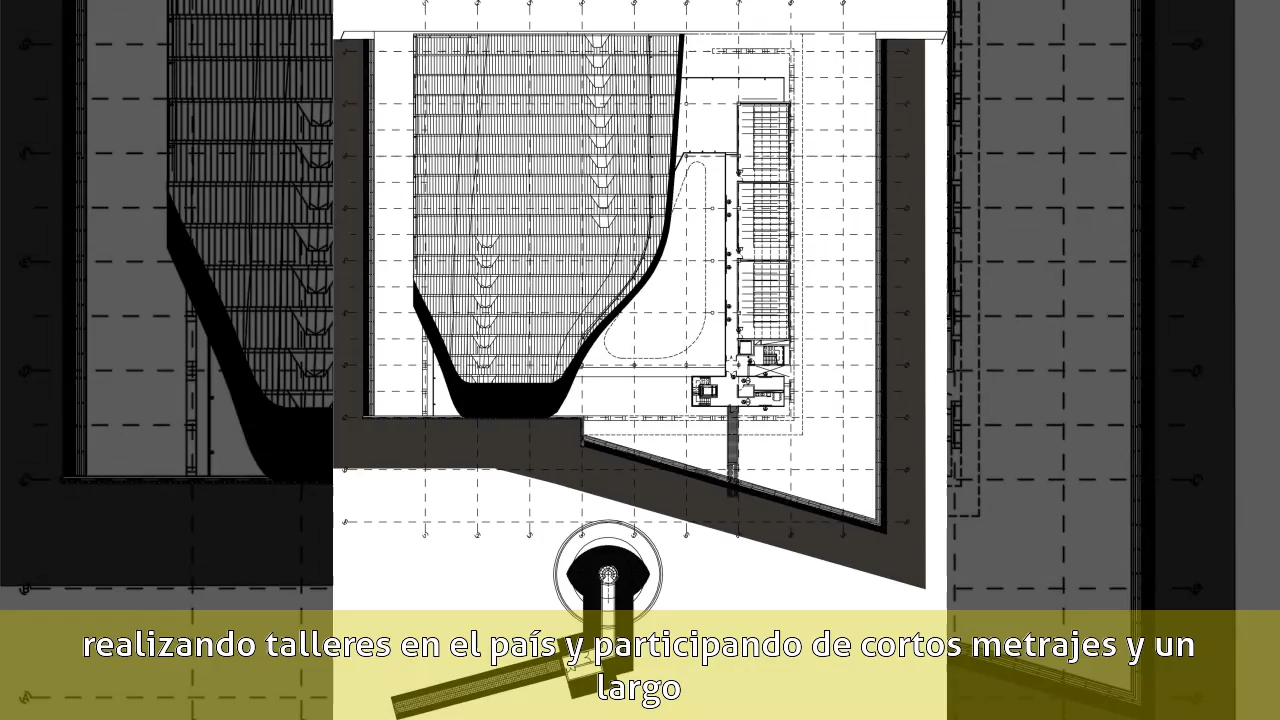 realizando talleres en el país y participando de cortos metrajes y un
largo